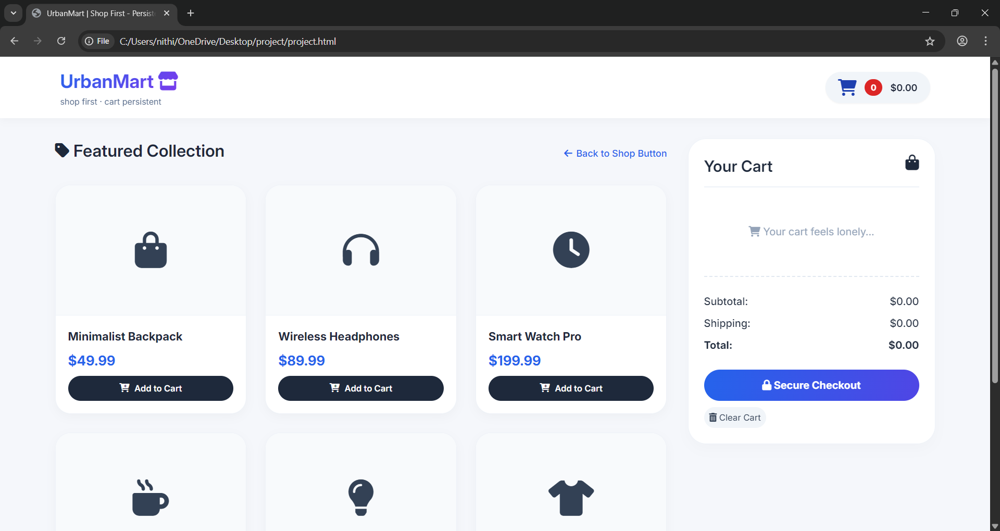 UrbanMart | Shop First - Persist
File
C:/Users/nithi/OneDrive/Desktop/project/project.html
UrbanMart
shop first · cart persistent
0
$0.00
Featured Collection
← Back to Shop Button
Minimalist Backpack
$49.99
Add to Cart
Wireless Headphones
$89.99
Add to Cart
Smart Watch Pro
$199.99
Add to Cart
Your Cart
Your cart feels lonely...
Subtotal: $0.00
Shipping: $0.00
Total: $0.00
Secure Checkout
Clear Cart